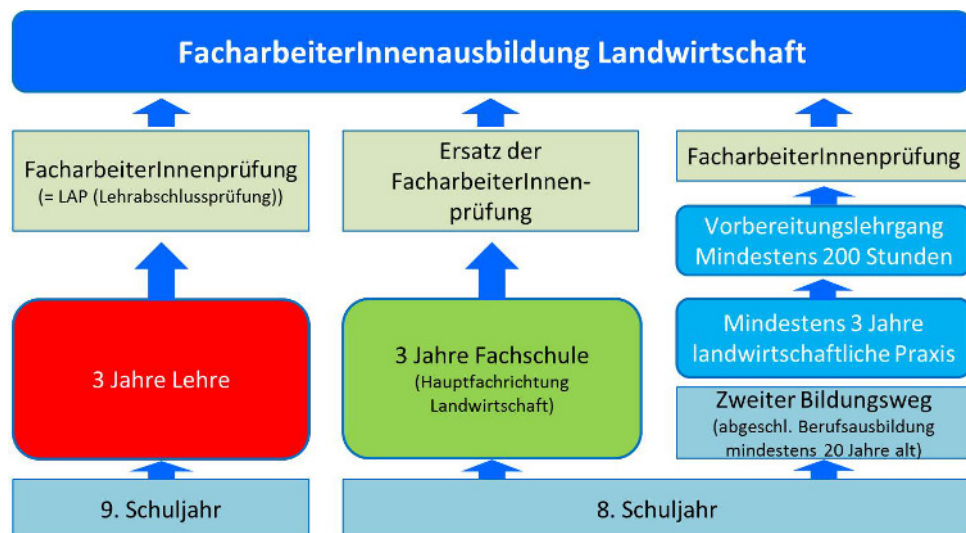 FacharbeiterInnenausbildung Landwirtschaft
FacharbeiterInnenprüfung
(= LAP (Lehrabschlussprüfung))
3 Jahre Lehre
9. Schuljahr
Ersatz der
FacharbeiterInnen-
prüfung
3 Jahre Fachschule
(Hauptfachrichtung
Landwirtschaft)
FacharbeiterInnenprüfung
Vorbereitungslehrgang
Mindestens 200 Stunden
Mindestens 3 Jahre
landwirtschaftliche Praxis
Zweiter Bildungsweg
(abgeschl. Berufsausbildung
mindestens 20 Jahre alt)
8. Schuljahr